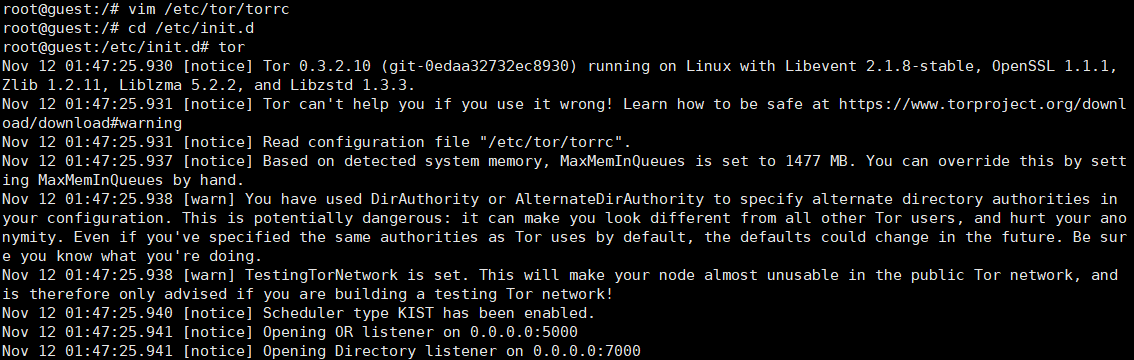 root@guest:/# vim /etc/tor/torrc
root@guest:/# cd /etc/init.d
root@guest:/etc/init.d# tor
Nov 12 01:47:25.930 [notice] Tor 0.3.2.10 (git-0edaa32732ec8930) running on Linux with Libevent 2.1.8-stable, OpenSSL 1.1.1,
Zlib 1.2.11, Liblzma 5.2.2, and Libzstd 1.3.3.
Nov 12 01:47:25.931 [notice] Tor can't help you if you use it wrong! Learn how to be safe at https://www.torproject.org/downl
oad/download#warning
Nov 12 01:47:25.931 [notice] Read configuration file "/etc/tor/torrc".
Nov 12 01:47:25.937 [notice] Based on detected system memory, MaxMemInQueues is set to 1477 MB. You can override this by sett
ing MaxMemInQueues by hand.
Nov 12 01:47:25.938 [warn] You have used DirAuthority or AlternateDirAuthority to specify alternate directory authorities in
your configuration. This is potentially dangerous: it can make you look different from all other Tor users, and hurt your ano
nymity. Even if you've specified the same authorities as Tor uses by default, the defaults could change in the future. Be sur
e you know what you're doing.
Nov 12 01:47:25.938 [warn] TestingTorNetwork is set. This will make your node almost unusable in the public Tor network, and
is therefore only advised if you are building a testing Tor network!
Nov 12 01:47:25.940 [notice] Scheduler type KIST has been enabled.
Nov 12 01:47:25.941 [notice] Opening OR listener on 0.0.0.0:5000
Nov 12 01:47:25.941 [notice] Opening Directory listener on 0.0.0.0:7000